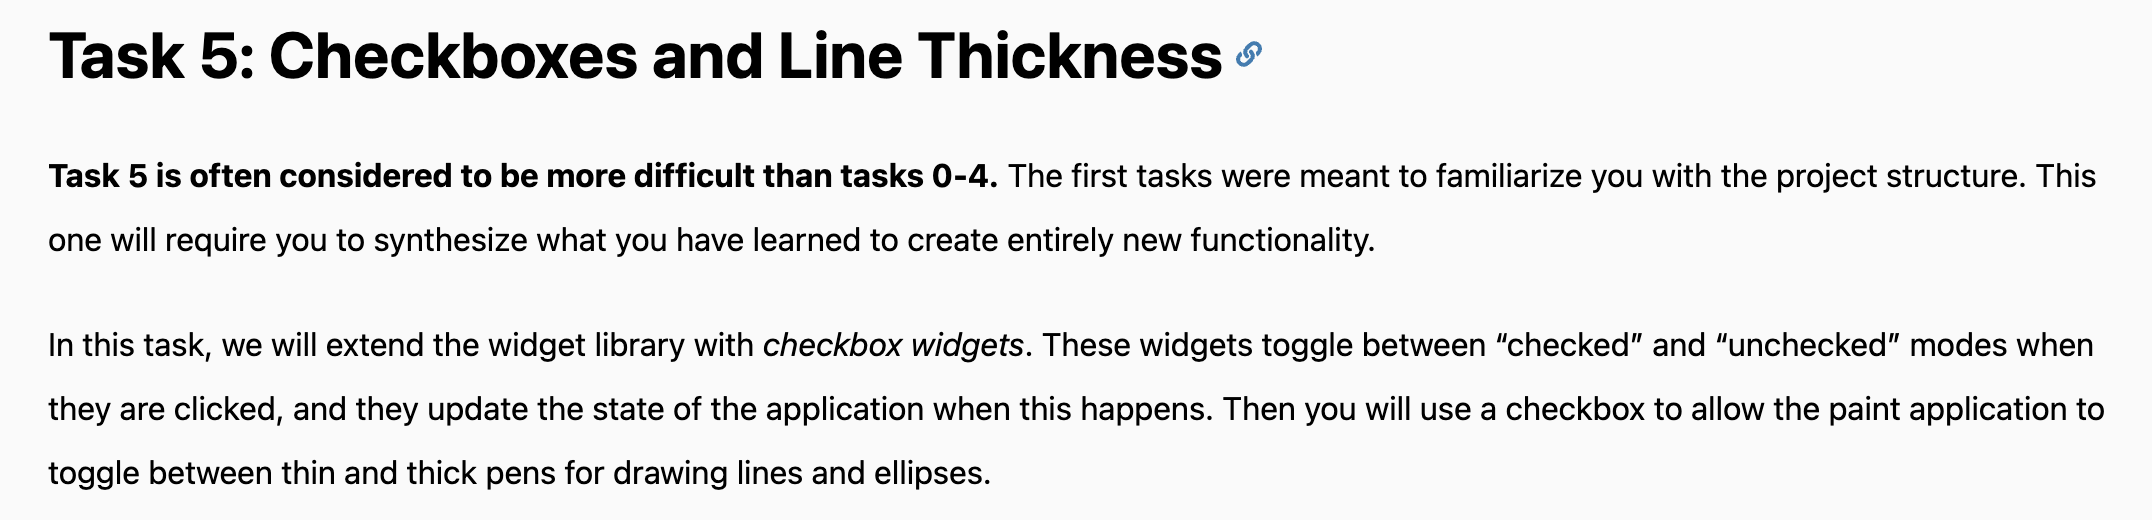 Task 5: Checkboxes and Line Thickness
Task 5 is often considered to be more difficult than tasks 0-4. The first tasks were meant to familiarize you with the project structure. This
one will require you to synthesize what you have learned to create entirely new functionality.
In this task, we will extend the widget library with checkbox widgets. These widgets toggle between “checked” and “unchecked” modes when
they are clicked, and they update the state of the application when this happens. Then you will use a checkbox to allow the paint application to
toggle between thin and thick pens for drawing lines and ellipses.